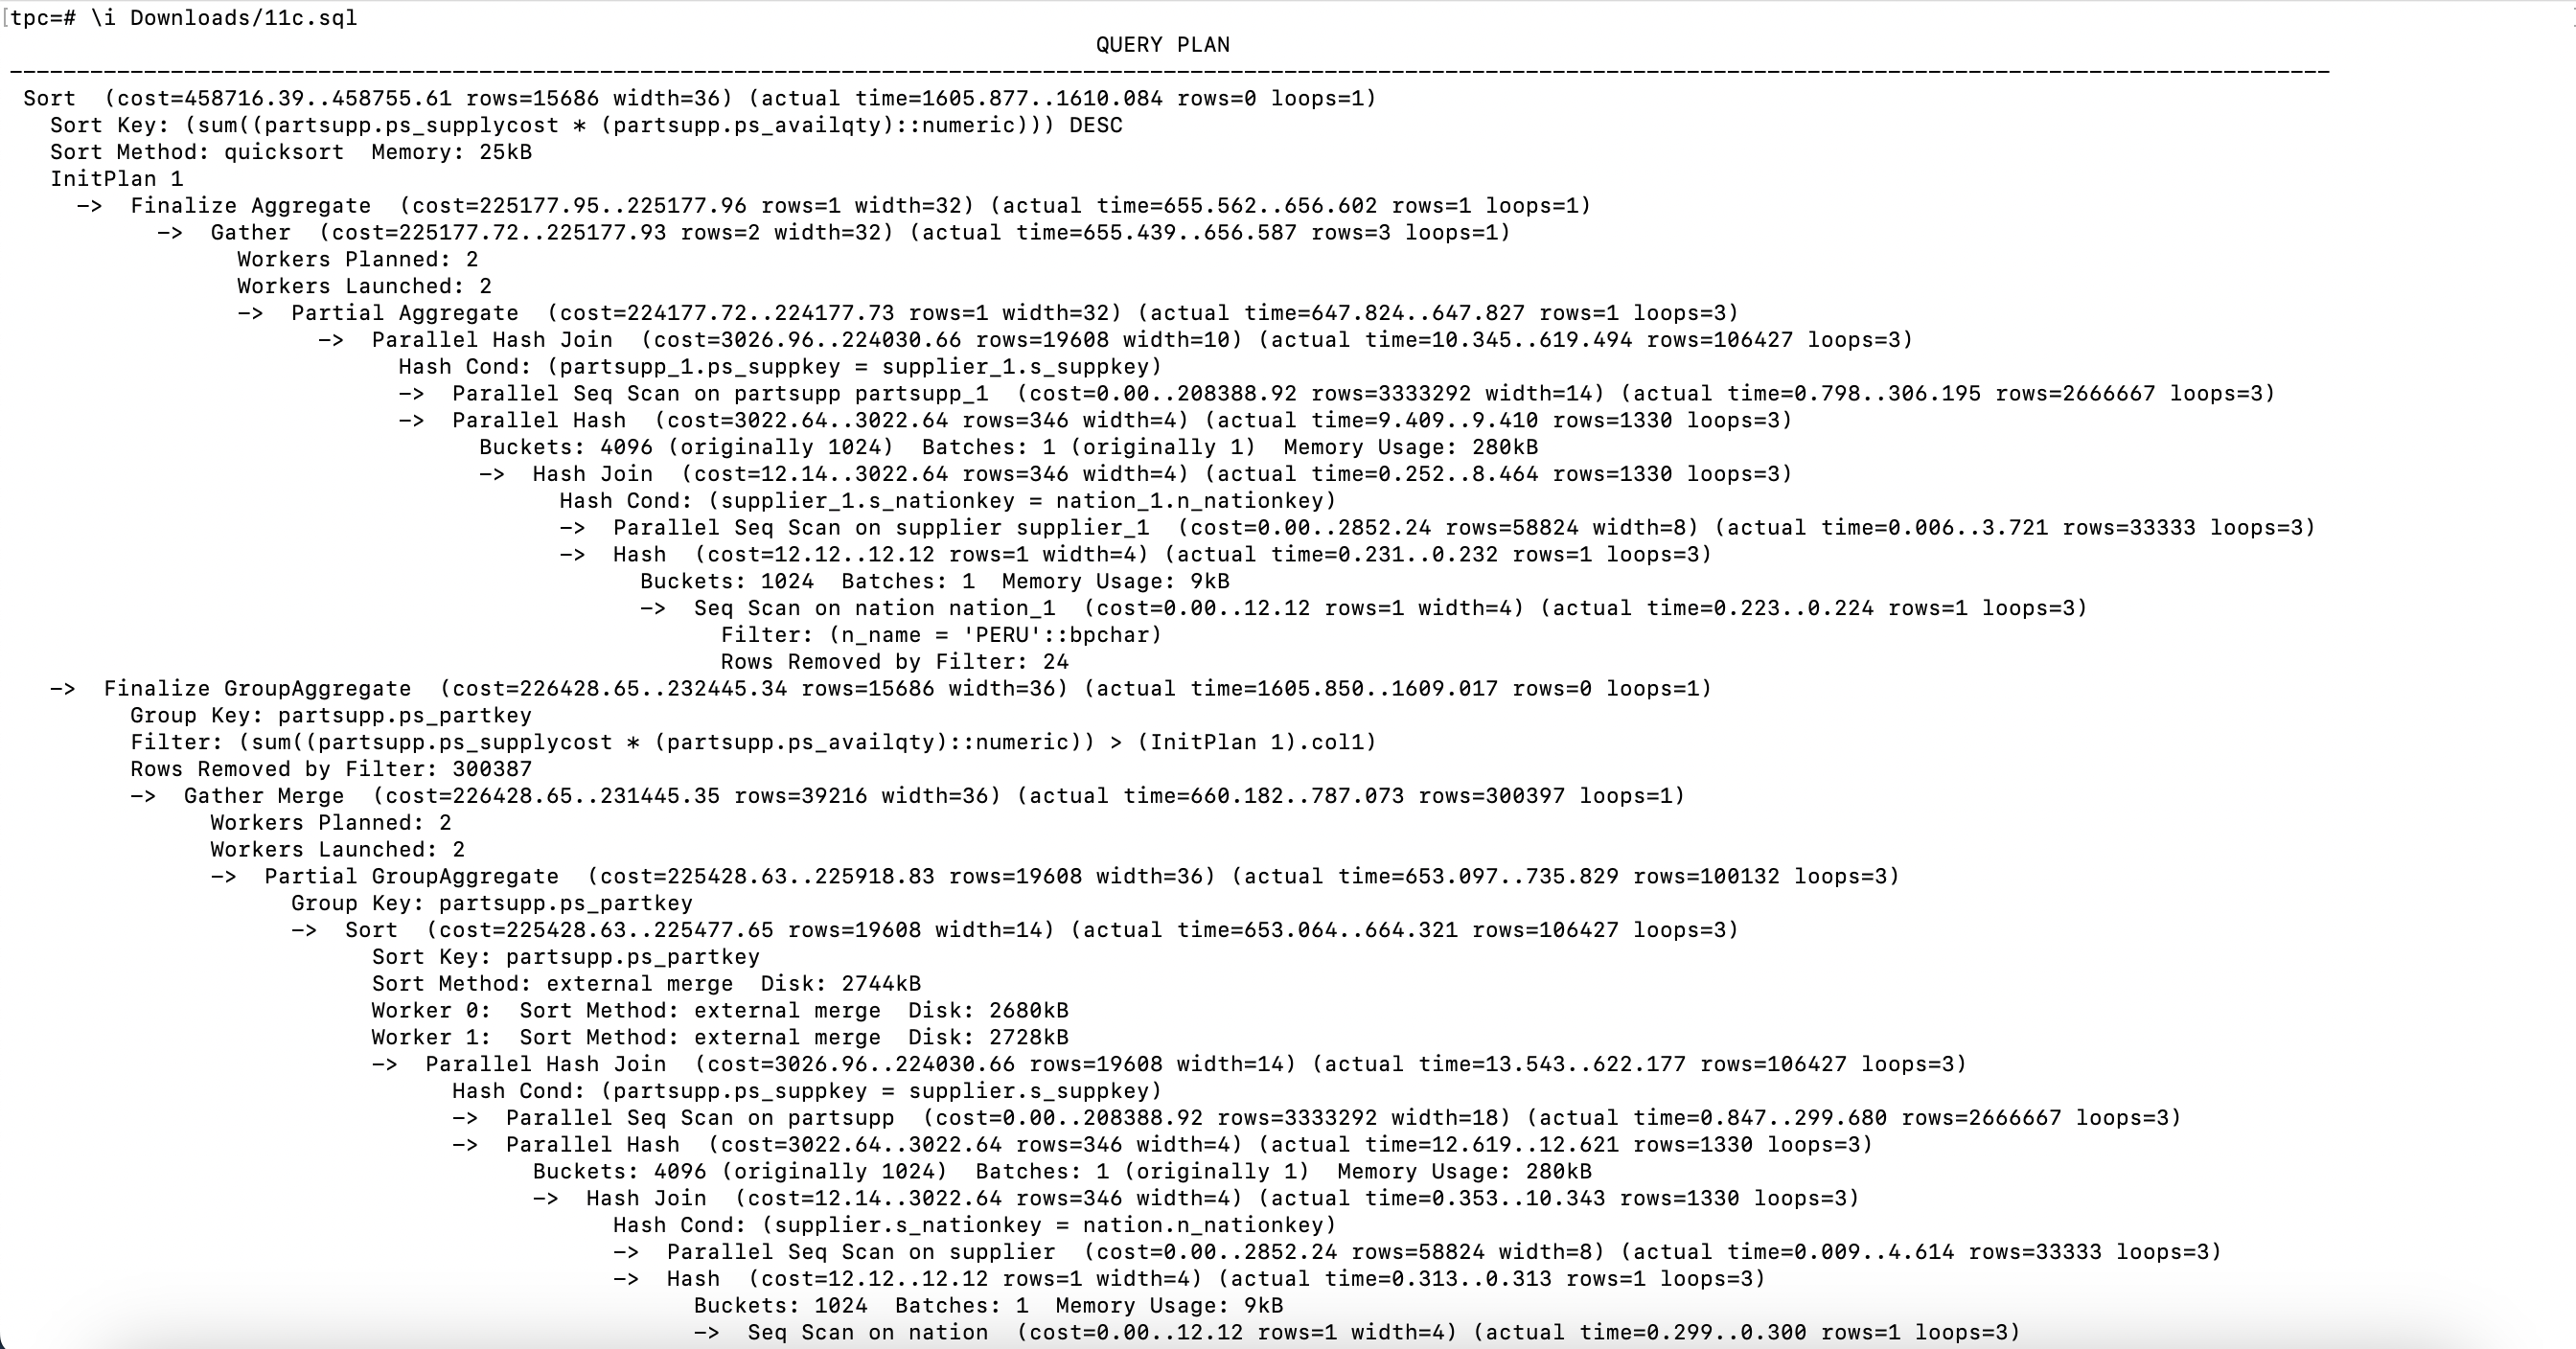 [tpc=# \i Downloads/11c.sql
QUERY PLAN
--------------------------------------------------------------------------------------------------------------------------------------------------------------------------
Sort  (cost=458716.39..458755.61 rows=15686 width=36) (actual time=1605.877..1610.084 rows=0 loops=1)
  Sort Key: (sum((partsupp.ps_supplycost * (partsupp.ps_availqty)::numeric))) DESC
  Sort Method: quicksort  Memory: 25kB
  InitPlan 1
    ->  Finalize Aggregate  (cost=225177.95..225177.96 rows=1 width=32) (actual time=655.562..656.602 rows=1 loops=1)
          ->  Gather  (cost=225177.72..225177.93 rows=2 width=32) (actual time=655.439..656.587 rows=3 loops=1)
                Workers Planned: 2
                Workers Launched: 2
                ->  Partial Aggregate  (cost=224177.72..224177.73 rows=1 width=32) (actual time=647.824..647.827 rows=1 loops=3)
                      ->  Parallel Hash Join  (cost=3026.96..224030.66 rows=19608 width=10) (actual time=10.345..619.494 rows=106427 loops=3)
                            Hash Cond: (partsupp_1.ps_suppkey = supplier_1.s_suppkey)
                            ->  Parallel Seq Scan on partsupp partsupp_1  (cost=0.00..208388.92 rows=3333292 width=14) (actual time=0.798..306.195 rows=2666667 loops=3)
                            ->  Parallel Hash  (cost=3022.64..3022.64 rows=346 width=4) (actual time=9.409..9.410 rows=1330 loops=3)
                                  Buckets: 4096 (originally 1024)  Batches: 1 (originally 1)  Memory Usage: 280kB
                                  ->  Hash Join  (cost=12.14..3022.64 rows=346 width=4) (actual time=0.252..8.464 rows=1330 loops=3)
                                        Hash Cond: (supplier_1.s_nationkey = nation_1.n_nationkey)
                                        ->  Parallel Seq Scan on supplier supplier_1  (cost=0.00..2852.24 rows=58824 width=8) (actual time=0.006..3.721 rows=33333 loops=3)
                                        ->  Hash  (cost=12.12..12.12 rows=1 width=4) (actual time=0.231..0.232 rows=1 loops=3)
                                              Buckets: 1024  Batches: 1  Memory Usage: 9kB
                                              ->  Seq Scan on nation nation_1  (cost=0.00..12.12 rows=1 width=4) (actual time=0.223..0.224 rows=1 loops=3)
                                                    Filter: (n_name = 'PERU'::bpchar)
                                                    Rows Removed by Filter: 24
  ->  Finalize GroupAggregate  (cost=226428.65..232445.34 rows=15686 width=36) (actual time=1605.850..1609.017 rows=0 loops=1)
        Group Key: partsupp.ps_partkey
        Filter: (sum((partsupp.ps_supplycost * (partsupp.ps_availqty)::numeric)) > (InitPlan 1).col1)
        Rows Removed by Filter: 300387
        ->  Gather Merge  (cost=226428.65..231445.35 rows=39216 width=36) (actual time=660.182..787.073 rows=300397 loops=1)
              Workers Planned: 2
              Workers Launched: 2
              ->  Partial GroupAggregate  (cost=225428.63..225918.83 rows=19608 width=36) (actual time=653.097..735.829 rows=100132 loops=3)
                    Group Key: partsupp.ps_partkey
                    ->  Sort  (cost=225428.63..225477.65 rows=19608 width=14) (actual time=653.064..664.321 rows=106427 loops=3)
                          Sort Key: partsupp.ps_partkey
                          Sort Method: external merge  Disk: 2744kB
                          Worker 0:  Sort Method: external merge  Disk: 2680kB
                          Worker 1:  Sort Method: external merge  Disk: 2728kB
                          ->  Parallel Hash Join  (cost=3026.96..224030.66 rows=19608 width=14) (actual time=13.543..622.177 rows=106427 loops=3)
                                Hash Cond: (partsupp.ps_suppkey = supplier.s_suppkey)
                                ->  Parallel Seq Scan on partsupp  (cost=0.00..208388.92 rows=3333292 width=18) (actual time=0.847..299.680 rows=2666667 loops=3)
                                ->  Parallel Hash  (cost=3022.64..3022.64 rows=346 width=4) (actual time=12.619..12.621 rows=1330 loops=3)
                                      Buckets: 4096 (originally 1024)  Batches: 1 (originally 1)  Memory Usage: 280kB
                                      ->  Hash Join  (cost=12.14..3022.64 rows=346 width=4) (actual time=0.353..10.343 rows=1330 loops=3)
                                            Hash Cond: (supplier.s_nationkey = nation.n_nationkey)
                                            ->  Parallel Seq Scan on supplier  (cost=0.00..2852.24 rows=58824 width=8) (actual time=0.009..4.614 rows=33333 loops=3)
                                            ->  Hash  (cost=12.12..12.12 rows=1 width=4) (actual time=0.313..0.313 rows=1 loops=3)
                                                  Buckets: 1024  Batches: 1  Memory Usage: 9kB
                                                  ->  Seq Scan on nation  (cost=0.00..12.12 rows=1 width=4) (actual time=0.299..0.300 rows=1 loops=3)